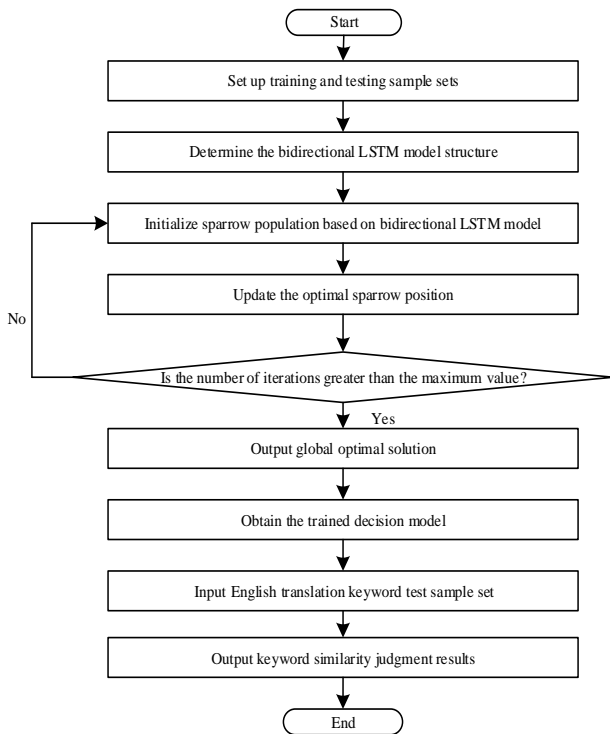 Start
Set up training and testing sample sets
Determine the bidirectional LSTM model structure
Initialize sparrow population based on bidirectional LSTM model
Update the optimal sparrow position
No
Is the number of iterations greater than the maximum value?
Yes
Output global optimal solution
Obtain the trained decision model
Input English translation keyword test sample set
Output keyword similarity judgment results
End